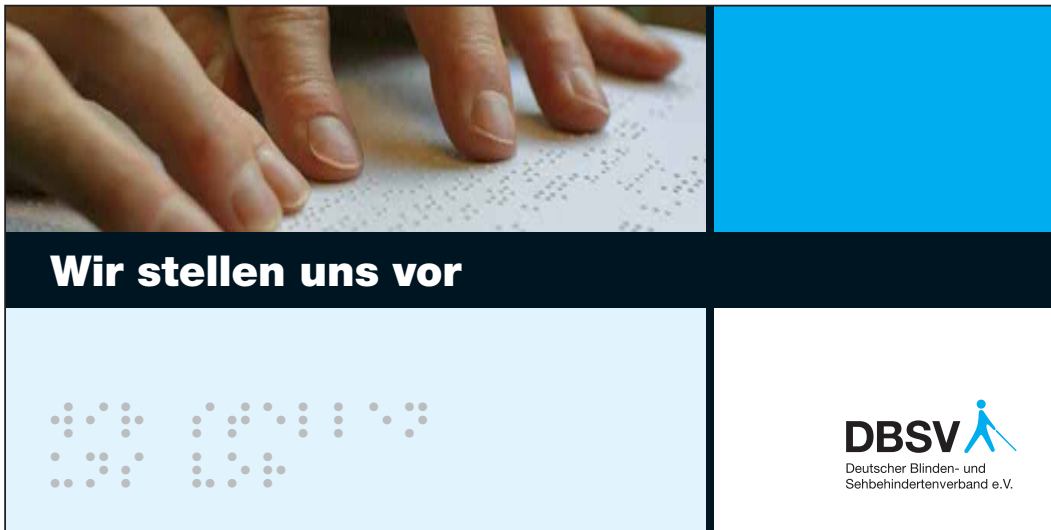 Wir stellen uns vor
⠺⠊⠗ ⠎⠞⠑⠇⠇⠑⠝
⠥⠝⠎ ⠧⠕⠗
DBSV
Deutscher Blinden- und
Sehbehindertenverband e.V.